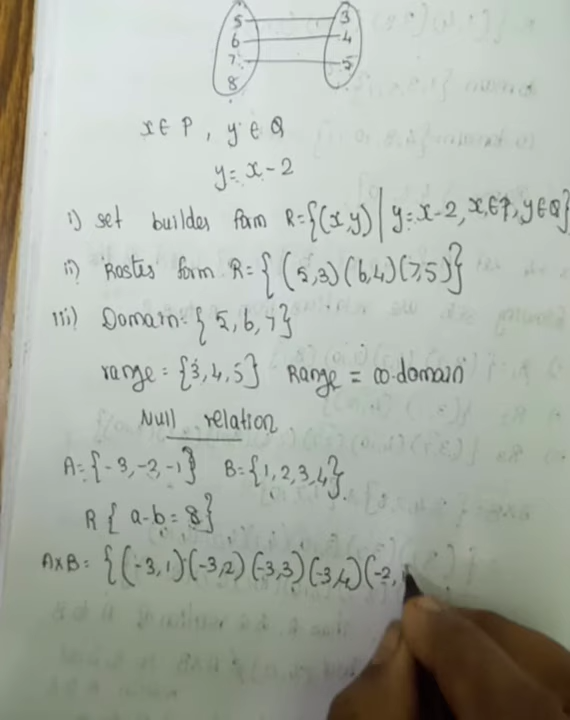 5 3
6 4
7 5
8
x ∈ P, y ∈ Q
y = x - 2
i) set builder form R = {(x,y) | y = x-2, x ∈ P, y ∈ Q}
ii) Roster form R = {(5,3)(6,4)(7,5)}
iii) Domain = {5,6,7}
range = {3,4,5} Range = co-domain
Null relation
A = {-3,-2,-1} B = {1,2,3,4}.
R { a-b = 8}
A×B = {(-3,1)(-3,2)(-3,3)(-3,4)(-2,